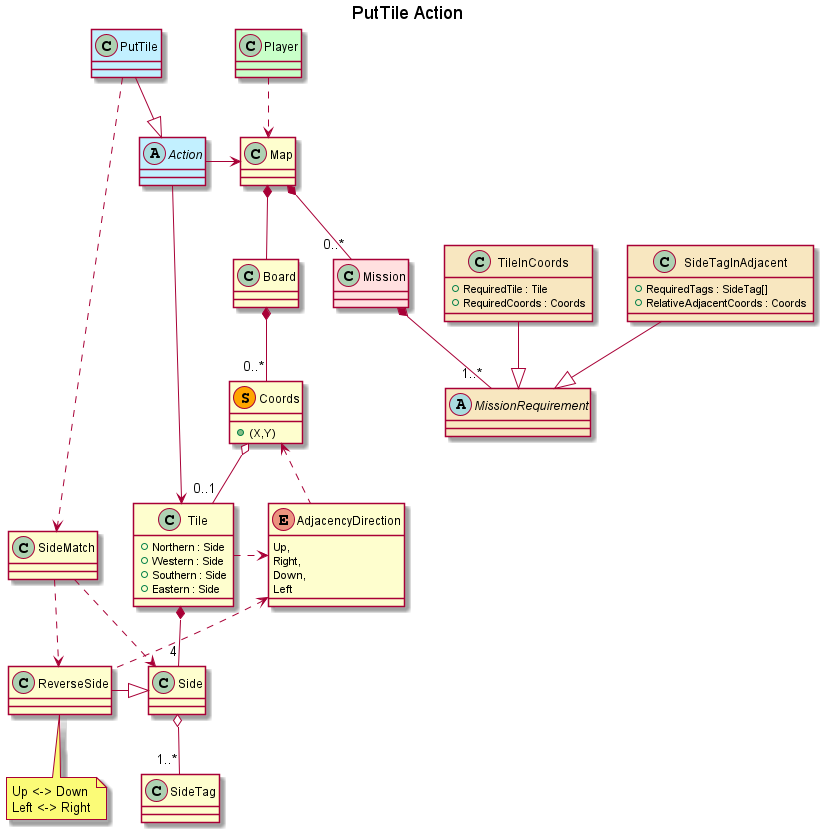 PutTile Action
C PutTile
C Player
A Action
C Map
0..*
C Board
C Mission
C TileInCoords
RequiredTile : Tile
RequiredCoords : Coords
C SideTagInAdjacent
RequiredTags : SideTag[]
RelativeAdjacentCoords : Coords
0..*
1..*
S Coords
(X,Y)
A MissionRequirement
0..1
C Tile
Northern : Side
Western : Side
Southern : Side
Eastern : Side
E AdjacencyDirection
Up,
Right,
Down,
Left
C SideMatch
4
C ReverseSide
C Side
1..*
Up <-> Down
Left <-> Right
C SideTag